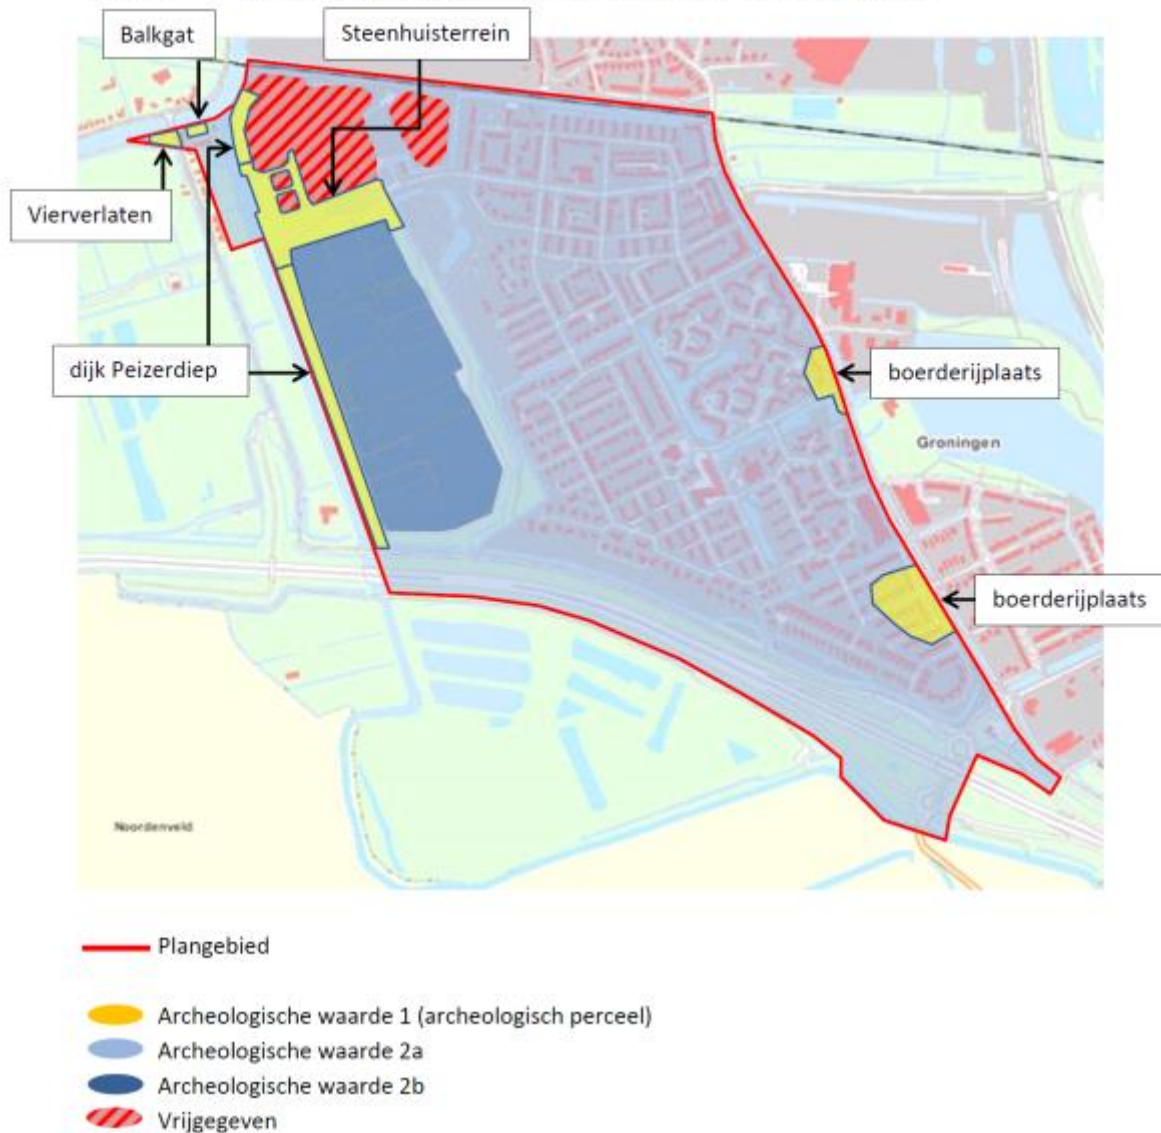 Balkgat
Steenhuisterrein
Vierverlaten
dijk Peizerdiep
boerderijplaats
Groningen
boerderijplaats
Noordenveld
Plangebied
Archeologische waarde 1 (archeologisch perceel)
Archeologische waarde 2a
Archeologische waarde 2b
Vrijgegeven